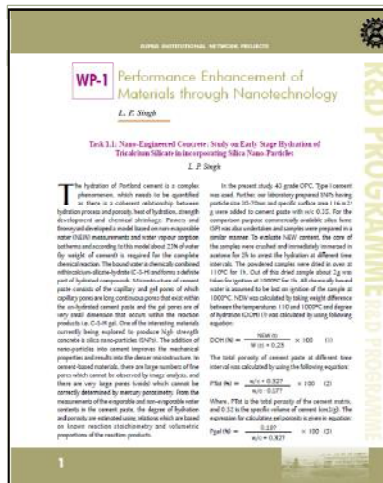 SUPRA INSTITUTIONAL NETWORK PROJECTS
WP-1
Performance Enhancement of
Materials through Nanotechnology
L. P. Singh
Task 1.1: Nano-Engineered Concrete: Study on Early Stage Hydration of
Tricalcium Silicate in incorporating Silica Nano-Particles
L. P. Singh
The hydration of Portland cement is a complex
phenomenon, which needs to be quantified
as there is a coherent relationship between
hydration process and porosity, heat of hydration, strength
development and chemical shrinkage. Powers and
Brownyard developed a model based on non-evaporable
water (NEW) measurements and water vapour sorption
isotherms and according to this model about 23% of water
(by weight of cement) is required for the complete
chemical reaction. The bound water is chemically combined
with calcium-silicate-hydrate (C-S-H) and forms a definite
part of hydrated compounds. Microstructure of cement
paste consists of the capillary and gel pores of which
capillary pores are long continuous pores that exist within
the un-hydrated cement paste and the gel pores are of
very small dimension that occurs within the reaction
products i.e. C-S-H gel. One of the interesting materials
currently being explored to produce high strength
concrete is silica nano-particles (SNPs). The addition of
nano-particles into cement improves the mechanical
properties and results into the denser microstructure. In
cement-based materials, there are large numbers of fine
pores which cannot be observed by image analysis, and
there are very large pores (voids) which cannot be
correctly determined by mercury porosimetry. From the
measurements of the evaporable and non-evaporable water
contents in the cement paste, the degree of hydration
and porosity are estimated using relations which are based
on known reaction stoichiometry and volumetric
proportions of the reaction products.
In the present study, 43 grade OPC, Type I cement
was used. Further, our laboratory prepared SNPs having
particle size
g were added to cement paste with w/c 0.35. For the
comparison purpose commercially available silica fume
(SF) was also undertaken and samples were prepared in a
similar manner. To evaluate NEW content, the core of
the samples were crushed and immediately immersed in
acetone for 2h to arrest the hydration at different time
intervals. The powdered samples were dried in oven at
110°C for 1h. Out of this dried sample about 2g was
taken for ignition at 1000°C for 1h. All chemically bound
water is assumed to be lost on ignition of the sample at
1000°C. NEW was calculated by taking weight difference
between the temperatures 110 and 1000°C and degree
of hydration (DOH) (%) was calculated by using following
equation:
DOH (%) = NEW (t) / W (t) × 0.23 × 100 (1)
The total porosity of cement paste at different time
interval was calculated by using the following equation:
PTot (%) = × 100 (2)
Where, PTot is the total porosity of the cement matrix,
and 0.32 is the specific volume of cement (cm3/g). The
expression for calculating gel porosity is given in equation:
Pgel (%) = × 100 (3)
1
R&D PROGRAMME